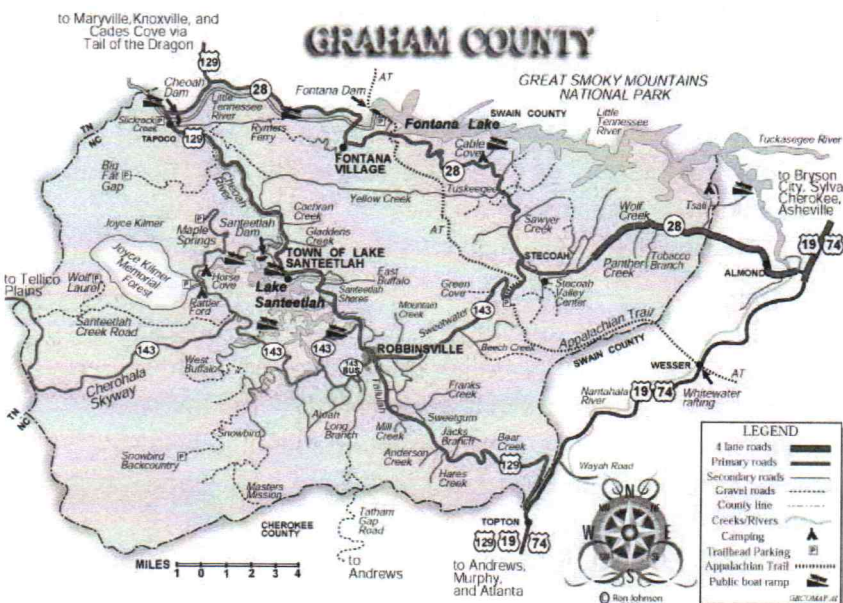 GRAHAM COUNTY
to Maryville, Knoxville, and
Cades Cove via
Tail of the Dragon
129
Cheoah
Dam
28
Little
Tennessee
River
Fontana Dam
AT
GREAT SMOKY MOUNTAINS
NATIONAL PARK
SWAIN COUNTY
Little
Tennessee
River
Tuckasegee River
Fontana Lake
Slickrock
Creek
P
TN
NC
TAPOCO
129
Rymers
Ferry
P
FONTANA
VILLAGE
Cable
Cove
28
Tuskeegee
to Bryson
City, Sylva
Cherokee,
Asheville
Big
Fat
Gap
P
Cheoah
River
Yellow Creek
Cochran
Creek
Tsali
Wolf
Creek
Sawyer
Creek
28
19
74
Joyce Kilmer
P
Maple
Springs
Santeetlah
Dam
Gladdens
Creek
AT
TOWN OF LAKE
SANTEETLAH
STECOAH
Panther
Creek
Tobacco
Branch
ALMOND
Joyce Kilmer
Memorial
Forest
to Tellico
Plains
Wolf
Laurel
P
P
Horse
Cove
Lake
Santeetlah
East
Buffalo
Santeetlah
Shores
Green
Cove
P
Stecoah
Valley
Center
Rattler
Ford
Mountain
Creek
Sweetwater
143
Appalachian Trail
Santeetlah
Creek Road
143
143
143
ROBBINSVILLE
Beech Creek
SWAIN COUNTY
WESSER
AT
Cherohala
Skyway
West
Buffalo
143
BUS
Tallulah
Franks
Creek
Nantahala
River
19
74
Whitewater
rafting
TN
NC
Snowbird
Atoah
Long
Branch
Mill
Creek
Sweetgum
Jacks
Branch
Bear
Creek
Snowbird
Backcountry
P
Anderson
Creek
Hares
Creek
129
Wayah Road
Masters
Mission
CHEROKEE
COUNTY
Tatham
Gap
Road
TOPTON
129
19
74
MILES
1 0 1 2 3 4
to
Andrews
to Andrews,
Murphy,
and Atlanta
N
W
E
S
© Ron Johnson
LEGEND
4 lane roads
Primary roads
Secondary roads
Gravel roads
County line
Creeks/Rivers
Camping
Trailhead Parking P
Appalachian Trail
Public boat ramp
GRCOMAP.AI